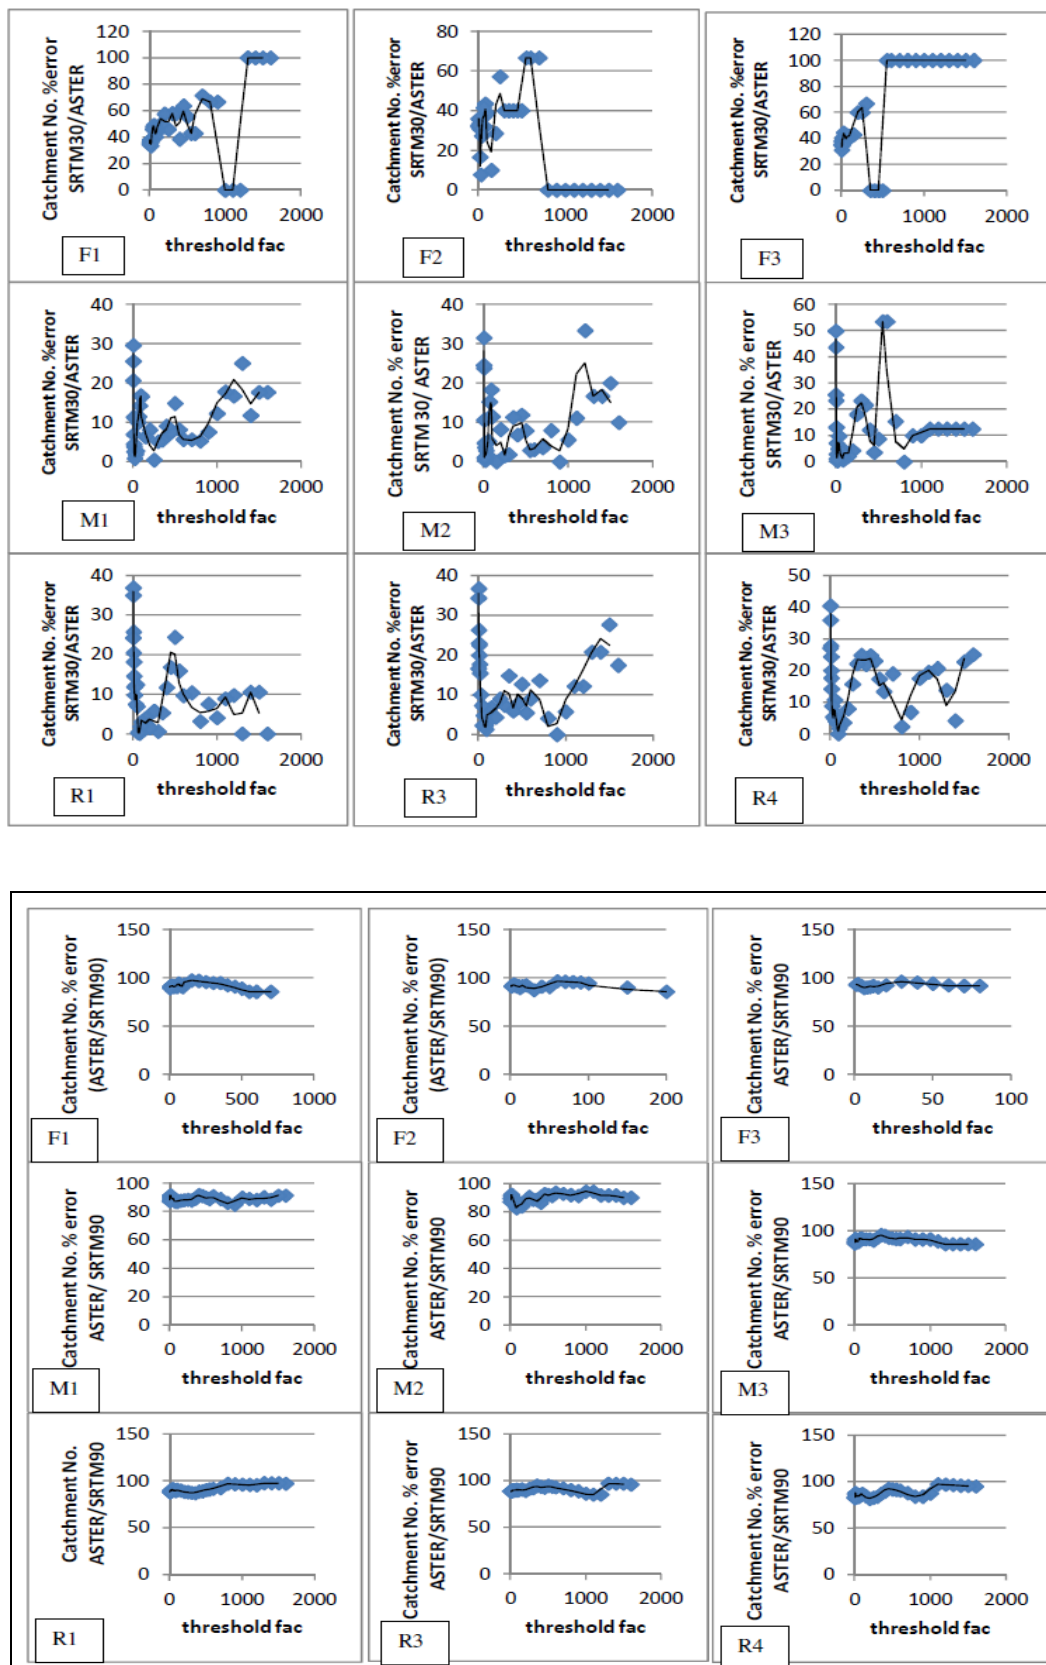 Catchment No. %error
SRTM30/ASTER
120
100
80
60
40
20
0
0 1000 2000
threshold fac
F1
Catchment No. %error
SRTM30/ASTER
80
60
40
20
0
0 1000 2000
threshold fac
F2
Catchment No. %error
SRTM30/ASTER
120
100
80
60
40
20
0
0 1000 2000
threshold fac
F3
Catchment No. %error
SRTM30/ASTER
40
30
20
10
0
0 1000 2000
threshold fac
M1
Catchment No. % error
SRTM30/ ASTER
40
30
20
10
0
0 1000 2000
threshold fac
M2
Catchment No. % error
SRTM30/ASTER
60
50
40
30
20
10
0
0 1000 2000
threshold fac
M3
Catchment No. %error
SRTM30/ASTER
40
30
20
10
0
0 1000 2000
threshold fac
R1
Catchment No. %error
SRTM30/ASTER
40
30
20
10
0
0 1000 2000
threshold fac
R3
Catchment No. %error
SRTM30/ASTER
50
40
30
20
10
0
0 1000 2000
threshold fac
R4
Catchment No. % error
(ASTER/SRTM90)
150
100
50
0
0 500 1000
threshold fac
F1
Catchment No. % error
(ASTER/SRTM90)
150
100
50
0
0 100 200
threshold fac
F2
Catchment No. % error
ASTER/SRTM90
150
100
50
0
0 50 100
threshold fac
F3
Catchment No. % error
ASTER/ SRTM90
100
80
60
40
20
0
0 1000 2000
threshold fac
M1
Catchment No. % error
ASTER/SRTM90
100
80
60
40
20
0
0 1000 2000
threshold fac
M2
Catchment No. % error
ASTER/SRTM90
150
100
50
0
0 1000 2000
threshold fac
M3
Catchment No.
ASTER/SRTM90
150
100
50
0
0 1000 2000
threshold fac
R1
Catchment No. % error
ASTER/SRTM90
150
100
50
0
0 1000 2000
threshold fac
R3
Catchment No. % error
ASTER/SRTM90
150
100
50
0
0 1000 2000
threshold fac
R4